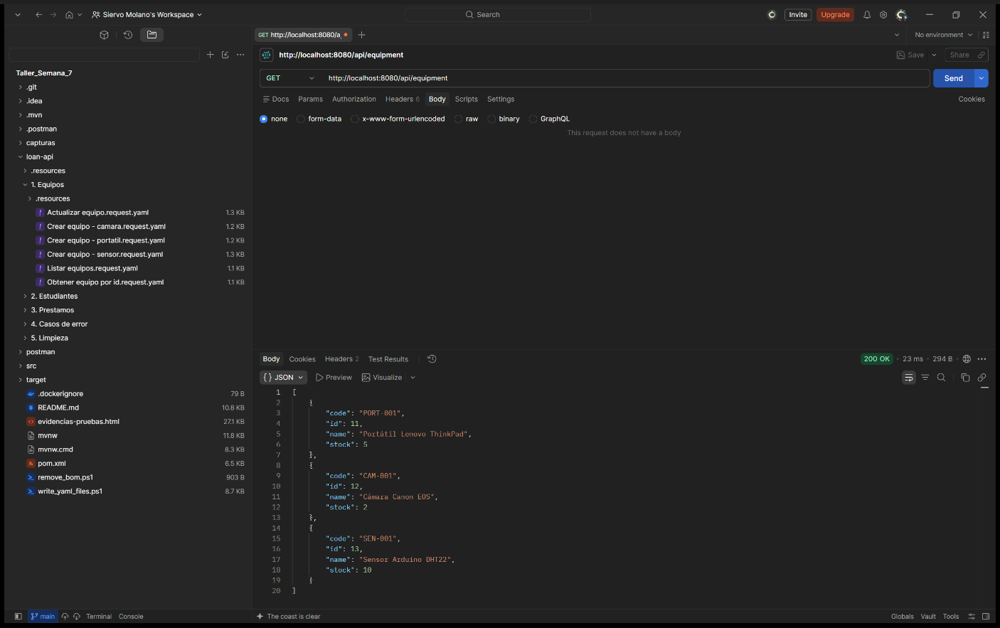 Siervo Molano's Workspace
Search
Invite
Upgrade
GET http://localhost:8080/a
No environment
HTTP
http://localhost:8080/api/equipment
Save
Share
GET
http://localhost:8080/api/equipment
Send
Docs
Params
Authorization
Headers 6
Body
Scripts
Settings
Cookies
none
form-data
x-www-form-urlencoded
raw
binary
GraphQL
This request does not have a body
Taller_Semana_7
.git
.idea
.mvn
.postman
capturas
loan-api
.resources
1. Equipos
.resources
Actualizar equipo.request.yaml 1.3 KB
Crear equipo - camara.request.yaml 1.2 KB
Crear equipo - portatil.request.yaml 1.2 KB
Crear equipo - sensor.request.yaml 1.3 KB
Listar equipos.request.yaml 1.1 KB
Obtener equipo por id.request.yaml 1.1 KB
2. Estudiantes
3. Prestamos
4. Casos de error
5. Limpieza
postman
src
target
.dockerignore 79 B
README.md 10.8 KB
evidencias-pruebas.html 27.1 KB
mvnw 11.8 KB
mvnw.cmd 8.3 KB
pom.xml 6.5 KB
remove_bom.ps1 903 B
write_yaml_files.ps1 8.7 KB
Body
Cookies
Headers 2
Test Results
200 OK
23 ms
294 B
{} JSON
Preview
Visualize
1 [
2 {
3 "code": "PORT-001",
4 "id": 11,
5 "name": "Portátil Lenovo ThinkPad",
6 "stock": 5
7 },
8 {
9 "code": "CAM-001",
10 "id": 12,
11 "name": "Cámara Canon EOS",
12 "stock": 2
13 },
14 {
15 "code": "SEN-001",
16 "id": 13,
17 "name": "Sensor Arduino DHT22",
18 "stock": 10
19 }
20 ]
main
Terminal
Console
The coast is clear
Globals
Vault
Tools